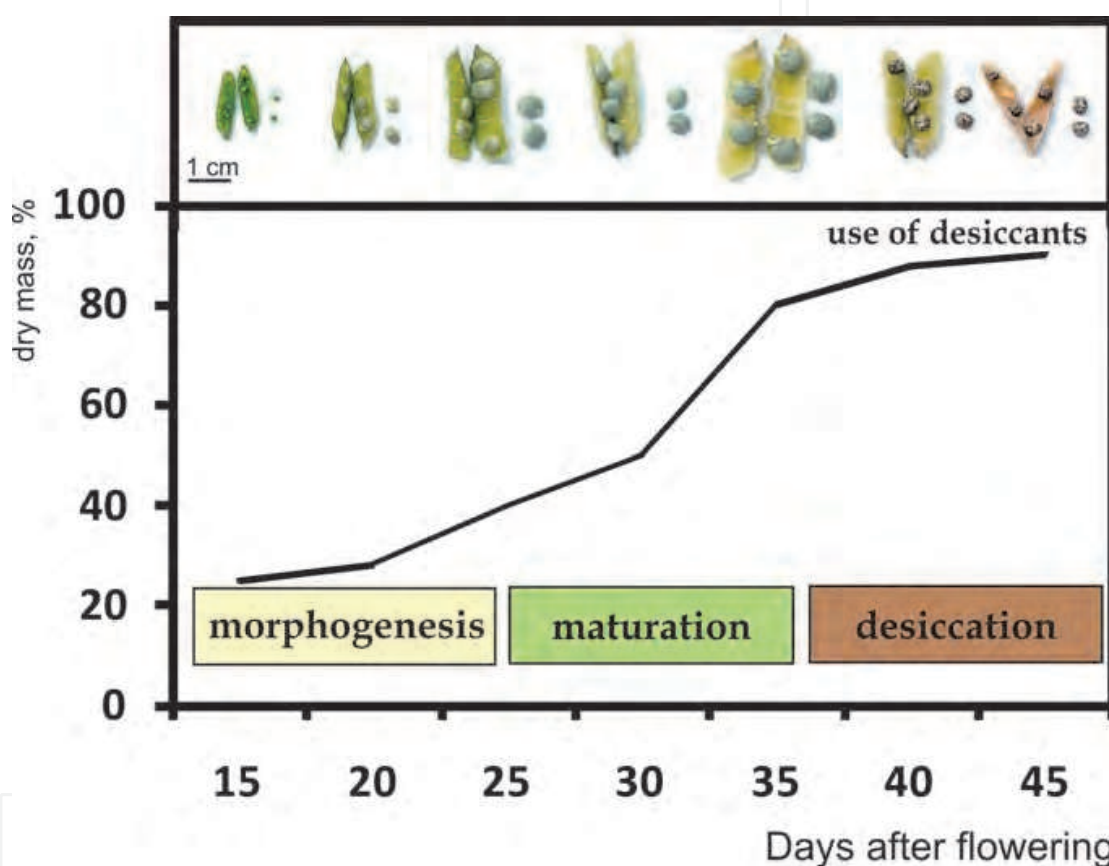 1 cm
dry mass, %
100
80
60
40
20
0
use of desiccants
morphogenesis maturation desiccation
15 20 25 30 35 40 45
Days after flowering